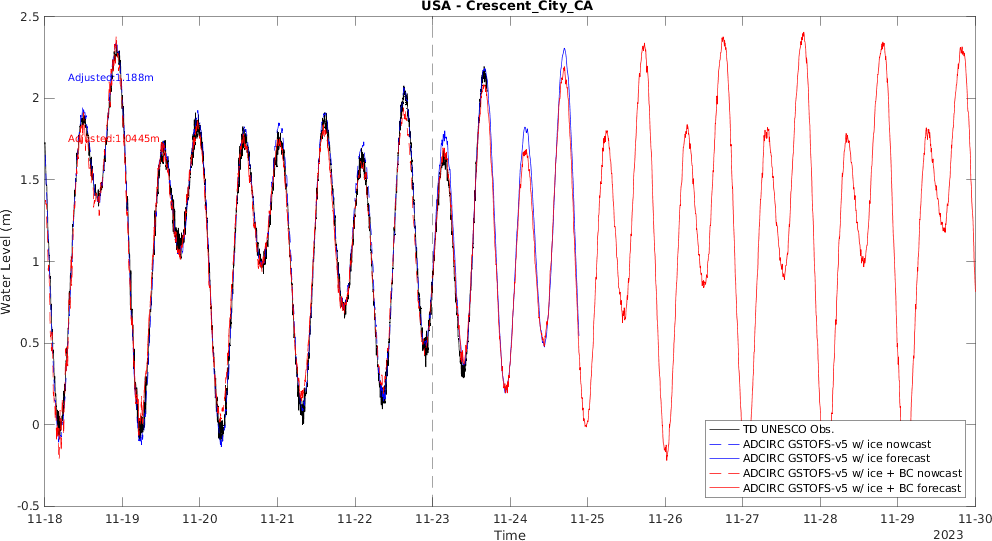 USA - Crescent_City_CA
2.5
2
1.5
1
0.5
0
-0.5
Water Level (m)
Adjusted:1.188m
Adjusted:1.0445m
TD UNESCO Obs.
ADCIRC GSTOFS-v5 w/ ice nowcast
ADCIRC GSTOFS-v5 w/ ice forecast
ADCIRC GSTOFS-v5 w/ ice + BC nowcast
ADCIRC GSTOFS-v5 w/ ice + BC forecast
11-18 11-19 11-20 11-21 11-22 11-23 11-24 11-25 11-26 11-27 11-28 11-29 11-30
Time
2023